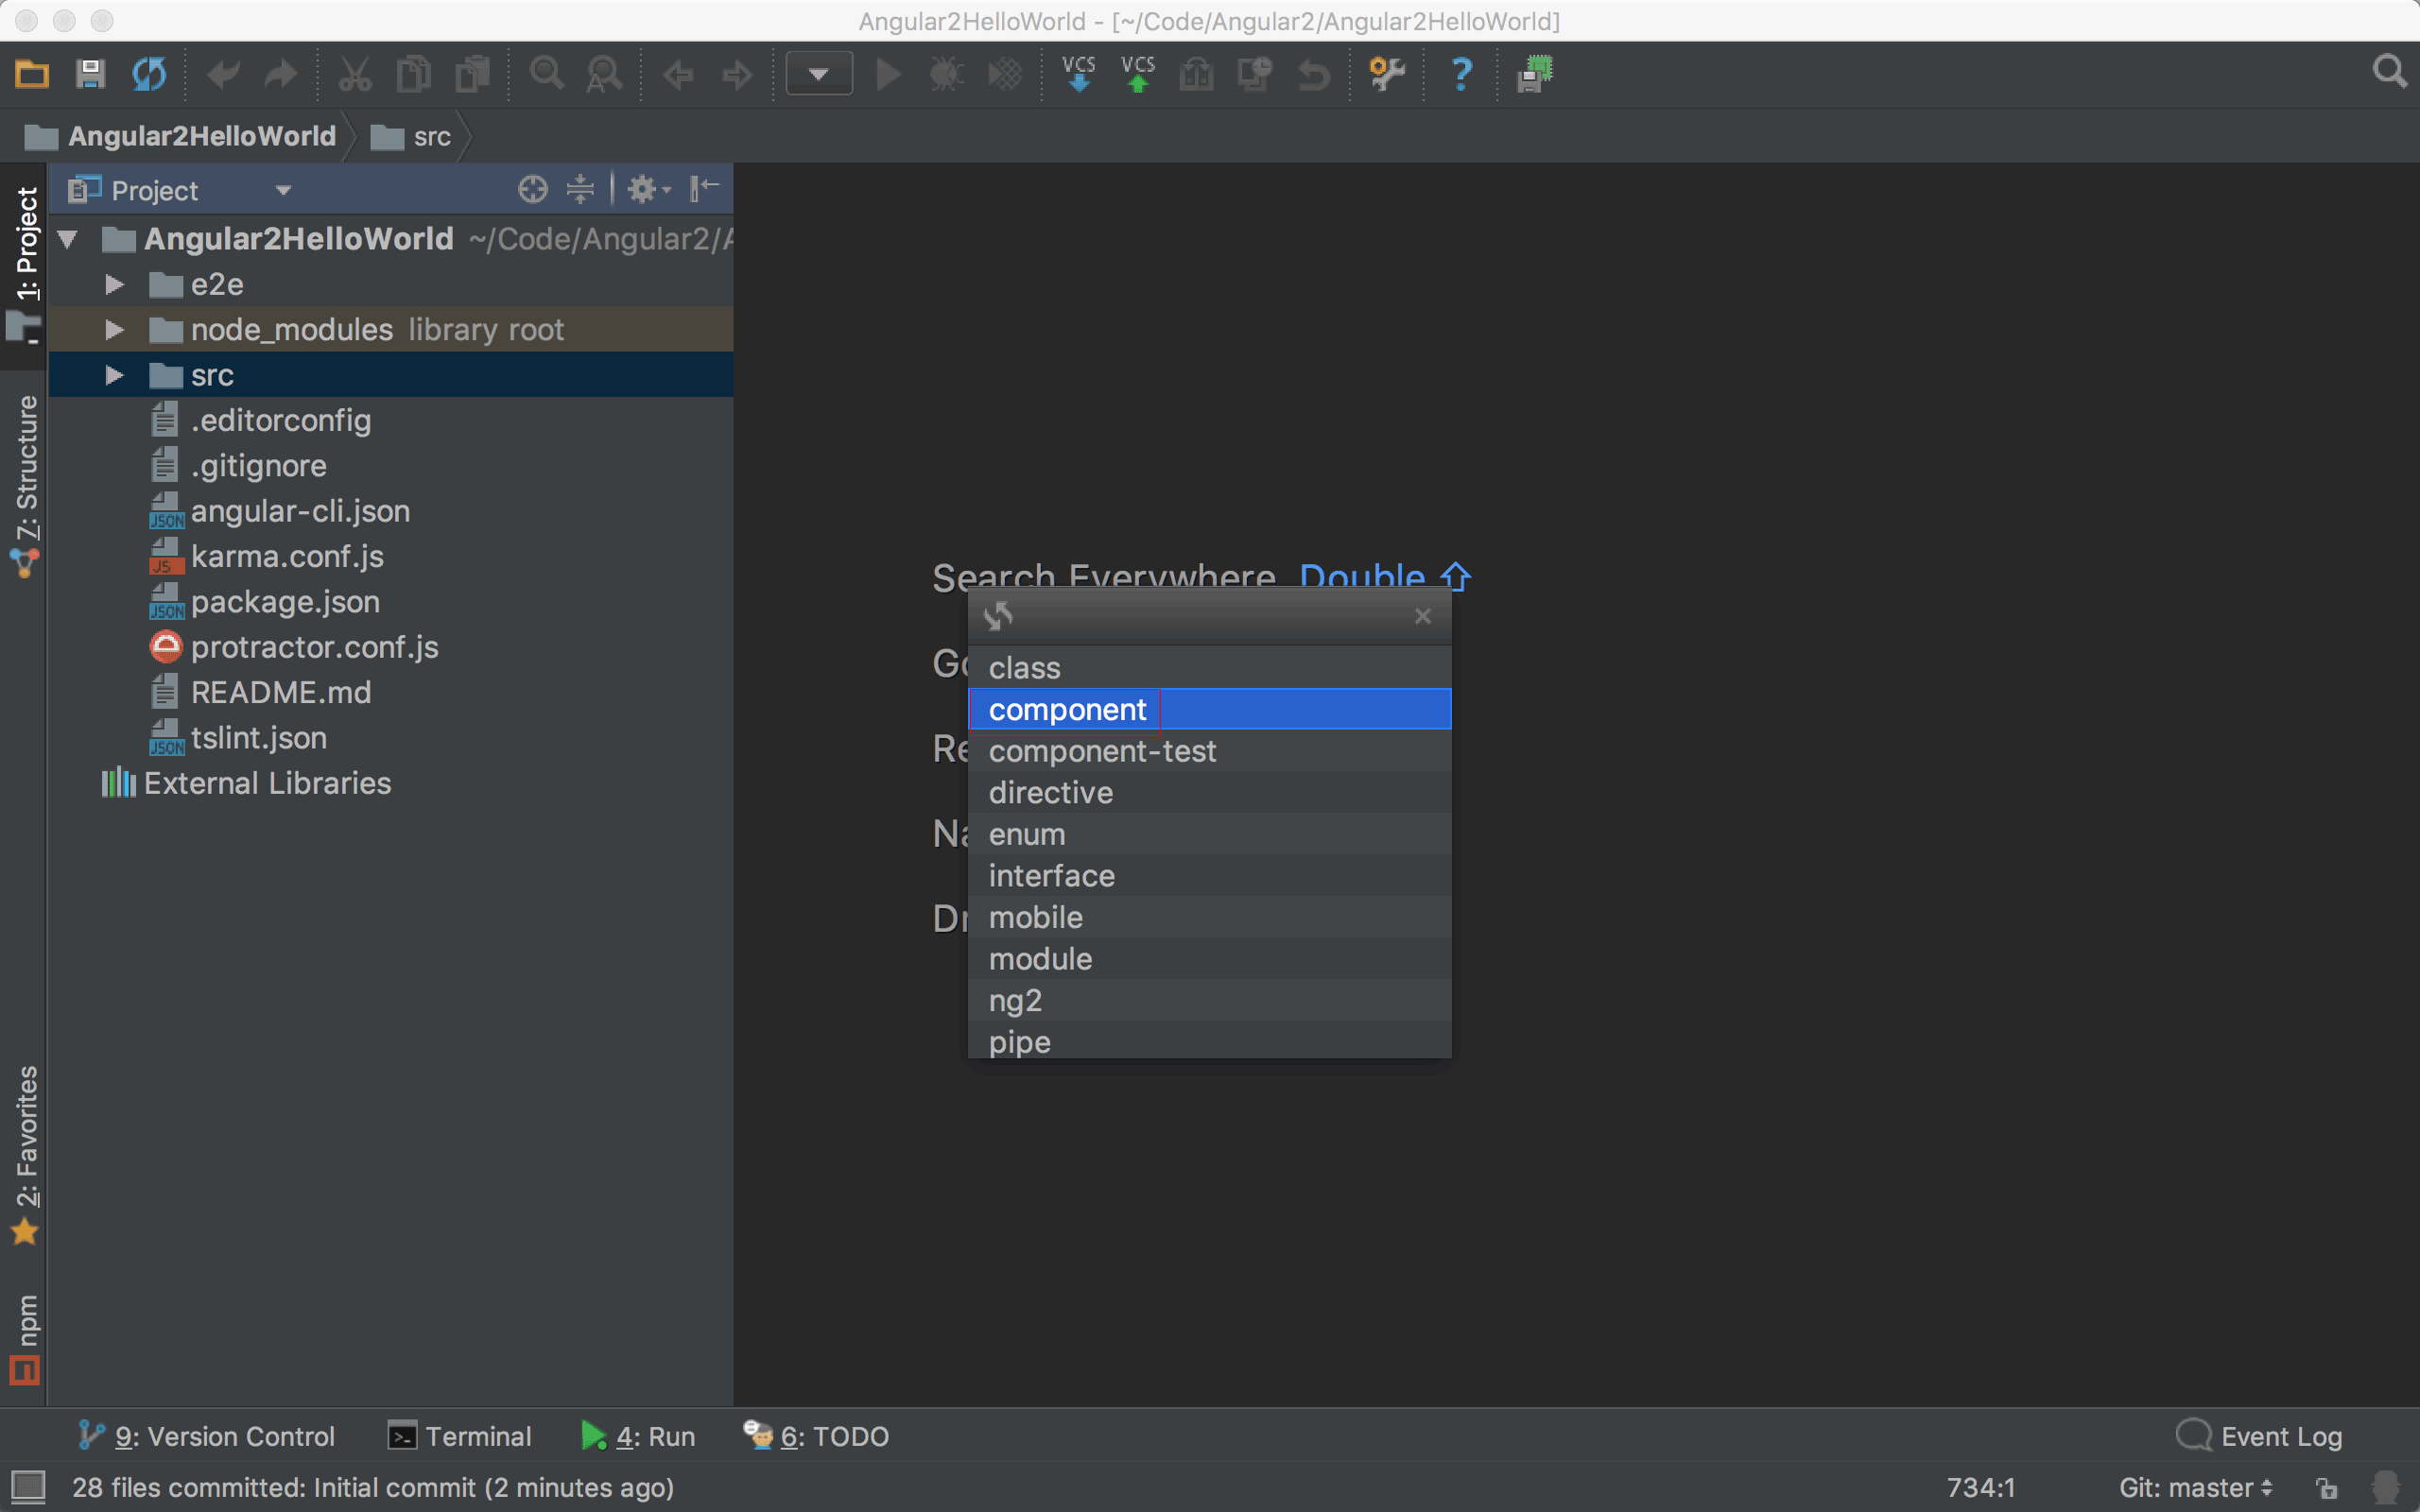 Angular2HelloWorld - [~/Code/Angular2/Angular2HelloWorld]
VCS VCS ?
Angular2HelloWorld src
1: Project
7: Structure
2: Favorites
npm
Project
Angular2HelloWorld ~/Code/Angular2/
e2e
node_modules library root
src
.editorconfig
.gitignore
JSON angular-cli.json
JS karma.conf.js
JSON package.json
protractor.conf.js
README.md
JSON tslint.json
External Libraries
Search Everywhere Double ⇧
class
component
component-test
directive
enum
interface
mobile
module
ng2
pipe
9: Version Control Terminal 4: Run 6: TODO Event Log
28 files committed: Initial commit (2 minutes ago) 734:1 Git: master